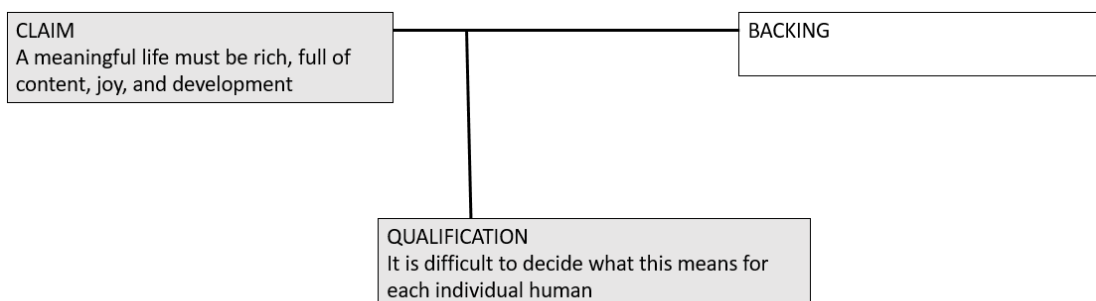 CLAIM
A meaningful life must be rich, full of
content, joy, and development
BACKING
QUALIFICATION
It is difficult to decide what this means for
each individual human